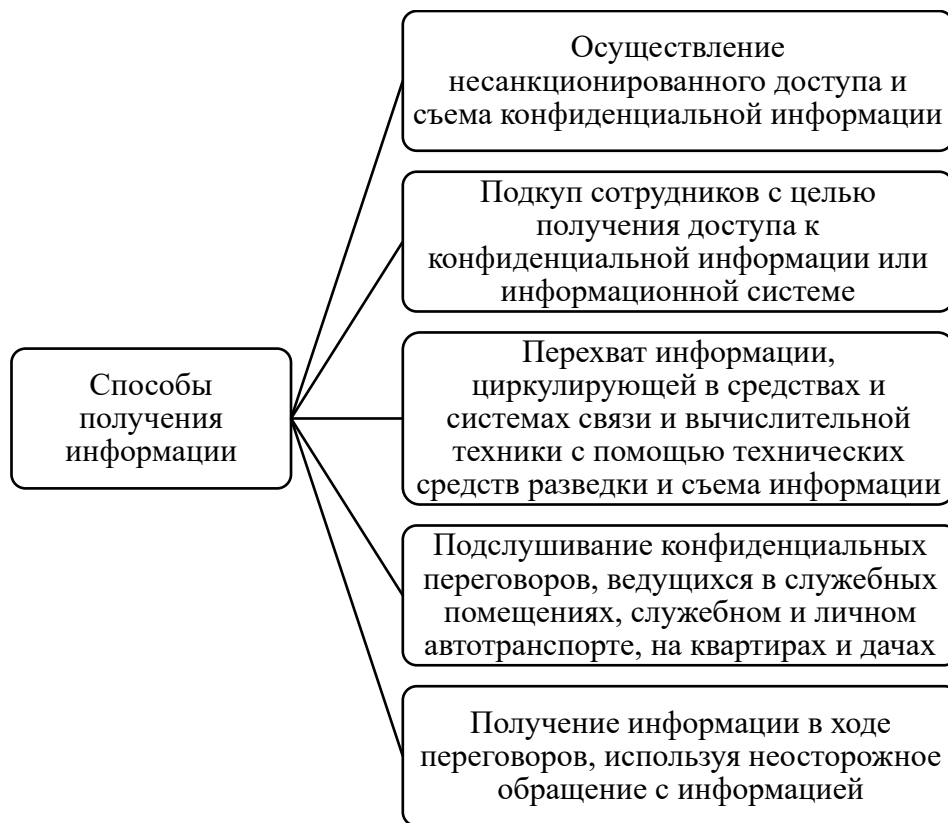 Способы
получения
информации
Осуществление
несанкционированного доступа и
съема конфиденциальной информации
Подкуп сотрудников с целью
получения доступа к
конфиденциальной информации или
информационной системе
Перехват информации,
циркулирующей в средствах и
системах связи и вычислительной
техники с помощью технических
средств разведки и съема информации
Подслушивание конфиденциальных
переговоров, ведущихся в служебных
помещениях, служебном и личном
автотранспорте, на квартирах и дачах
Получение информации в ходе
переговоров, используя неосторожное
обращение с информацией